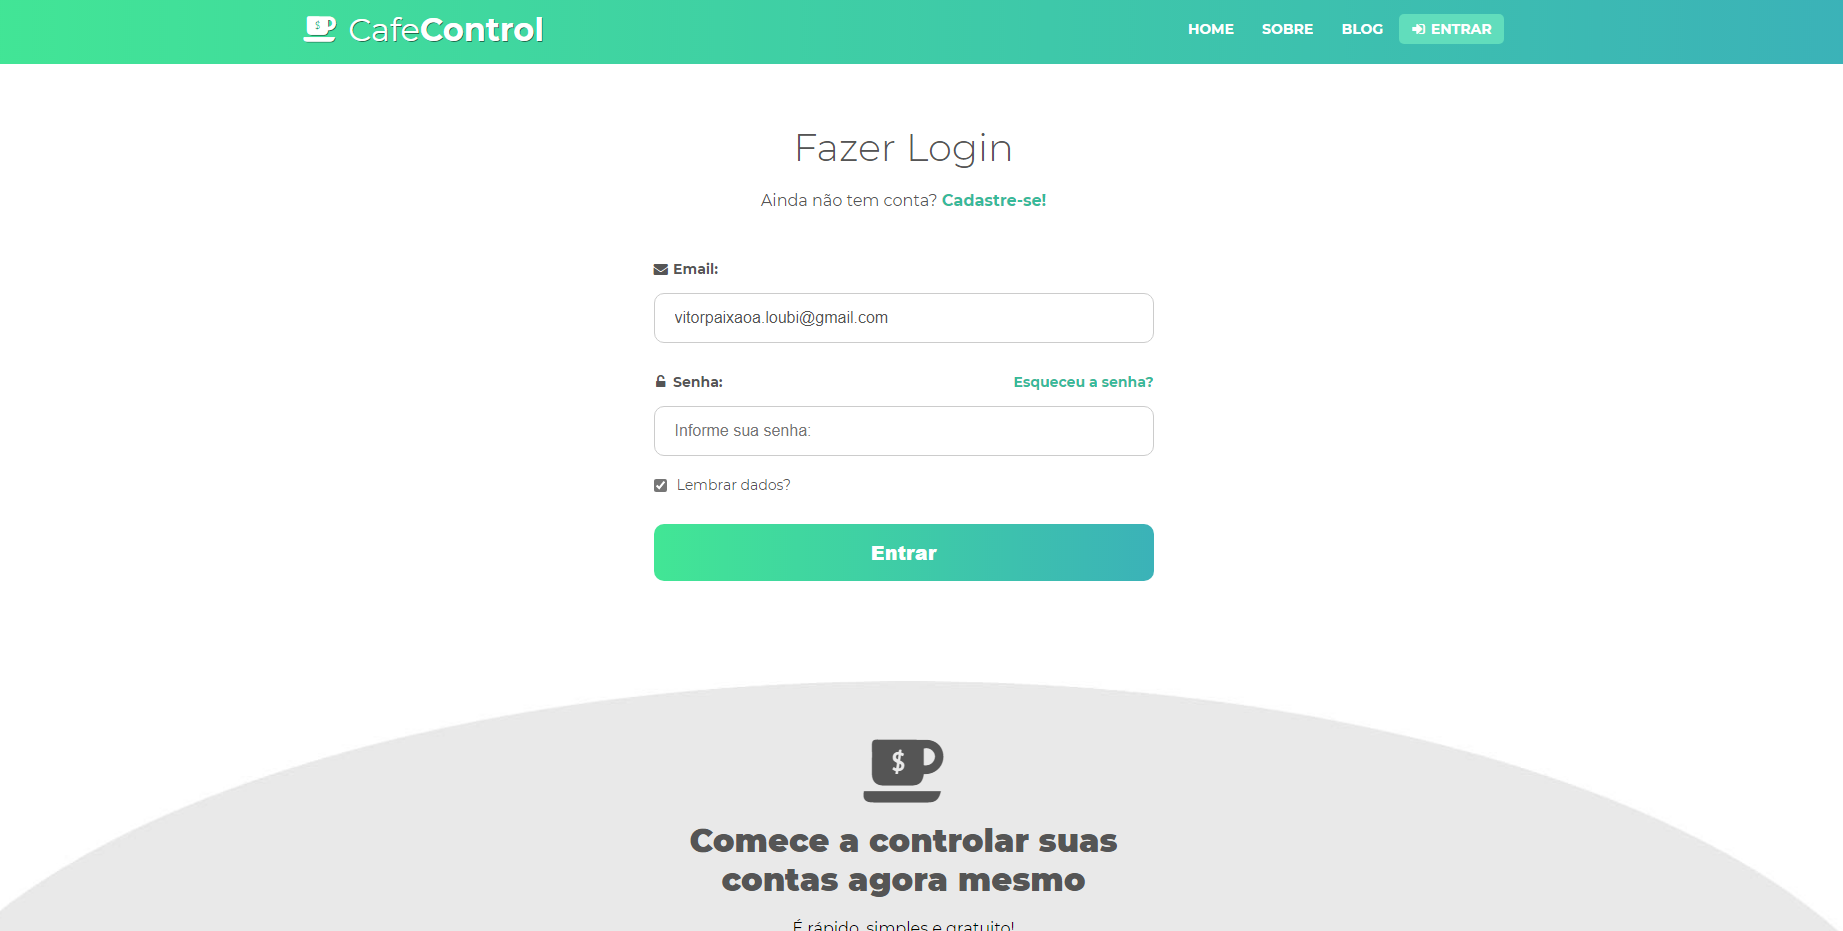 $ CafeControl
HOME SOBRE BLOG ENTRAR
Fazer Login
Ainda não tem conta? Cadastre-se!
Email:
vitorpaixaoa.loubi@gmail.com
Senha: Esqueceu a senha?
Informe sua senha:
Lembrar dados?
Entrar
$
Comece a controlar suas
contas agora mesmo
É rápido, simples e gratuito!